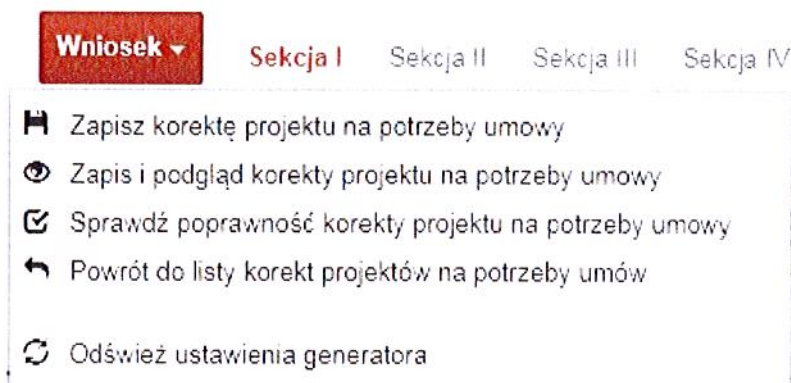 Wniosek Sekcja I Sekcja II Sekcja III Sekcja IV
Zapisz korektę projektu na potrzeby umowy
Zapis i podgląd korekty projektu na potrzeby umowy
Sprawdź poprawność korekty projektu na potrzeby umowy
Powrót do listy korekt projektów na potrzeby umów
Odśwież ustawienia generatora